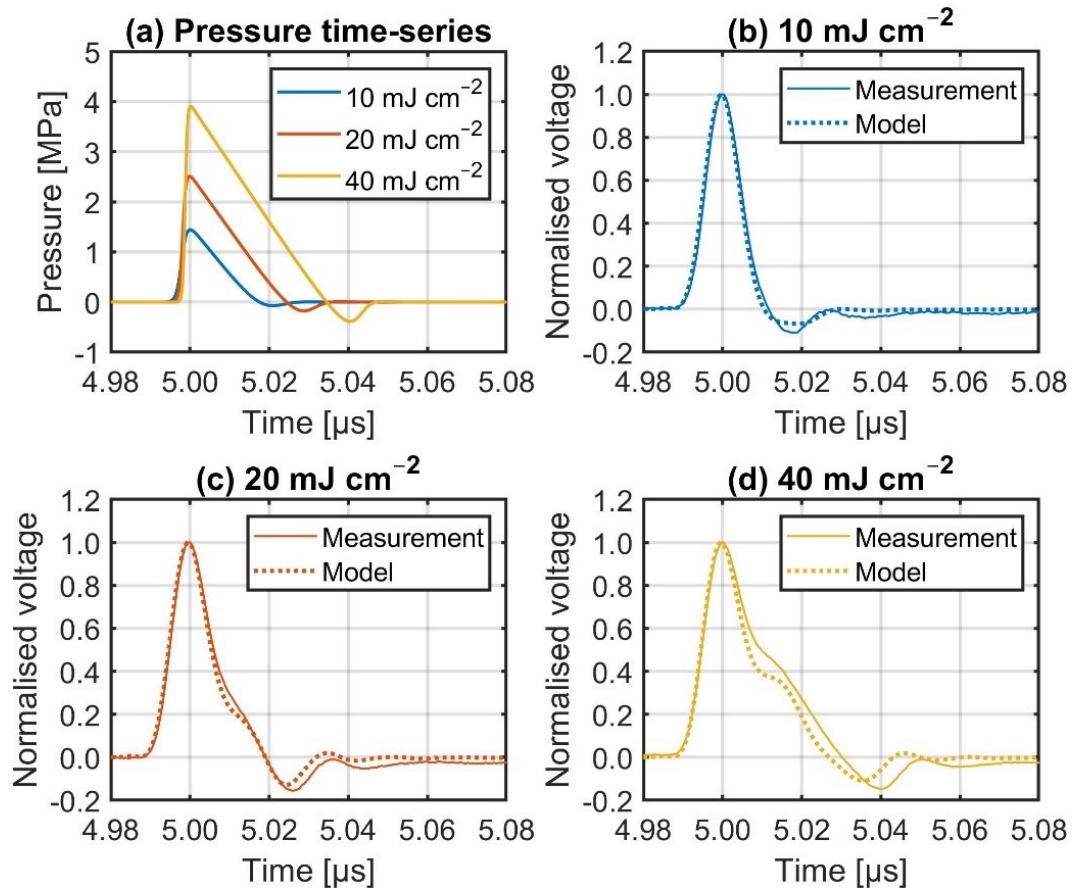 (a) Pressure time-series
Pressure [MPa]
5
4
3
2
1
0
-1
10 mJ cm⁻²
20 mJ cm⁻²
40 mJ cm⁻²
4.98 5.00 5.02 5.04 5.06 5.08
Time [µs]
(b) 10 mJ cm⁻²
Normalised voltage
1.2
1.0
0.8
0.6
0.4
0.2
0.0
-0.2
Measurement
Model
4.98 5.00 5.02 5.04 5.06 5.08
Time [µs]
(c) 20 mJ cm⁻²
Normalised voltage
1.2
1.0
0.8
0.6
0.4
0.2
0.0
-0.2
Measurement
Model
4.98 5.00 5.02 5.04 5.06 5.08
Time [µs]
(d) 40 mJ cm⁻²
Normalised voltage
1.2
1.0
0.8
0.6
0.4
0.2
0.0
-0.2
Measurement
Model
4.98 5.00 5.02 5.04 5.06 5.08
Time [µs]